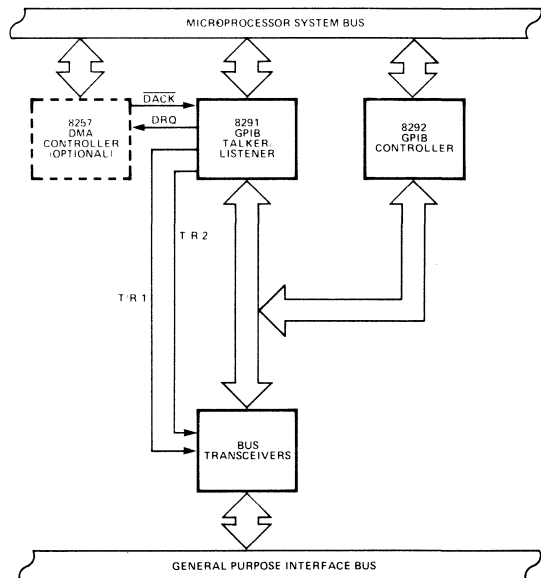 MICROPROCESSOR SYSTEM BUS
8257
DMA
CONTROLLER
(OPTIONAL)
DACK
DRQ
8291
GPIB
TALKER/
LISTENER
8292
GPIB
CONTROLLER
T/R 1
T/R 2
BUS
TRANSCEIVERS
GENERAL PURPOSE INTERFACE BUS